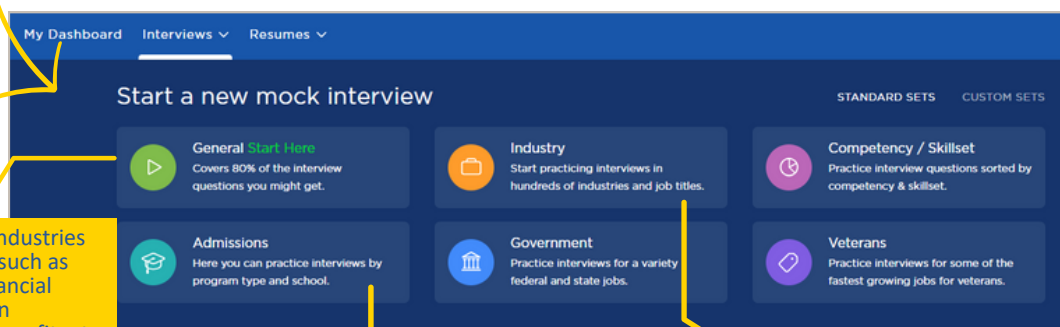 My Dashboard Interviews Resumes
Start a new mock interview
STANDARD SETS CUSTOM SETS
General Start Here
Covers 80% of the interview
questions you might get.
Industry
Start practicing interviews in
hundreds of industries and job titles.
Competency / Skillset
Practice interview questions sorted by
competency & skillset.
Admissions
Here you can practice interviews by
program type and school.
Government
Practice interviews for a variety
federal and state jobs.
Veterans
Practice interviews for some of the
fastest growing jobs for veterans.
ndustries
such as
ancial
n